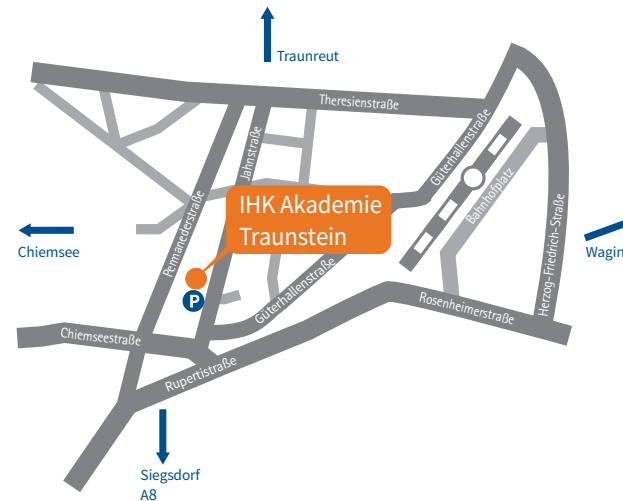 Traunreut
Theresienstraße
Güterhallenstraße
Jahnstraße
Bahnhofplatz
Permanederstraße
IHK Akademie
Traunstein
Herzog-Friedrich-Straße
Chiemsee
Wagin
P
Güterhallenstraße
Rosenheimerstraße
Chiemseestraße
Rupertistraße
Siegsdorf
A8